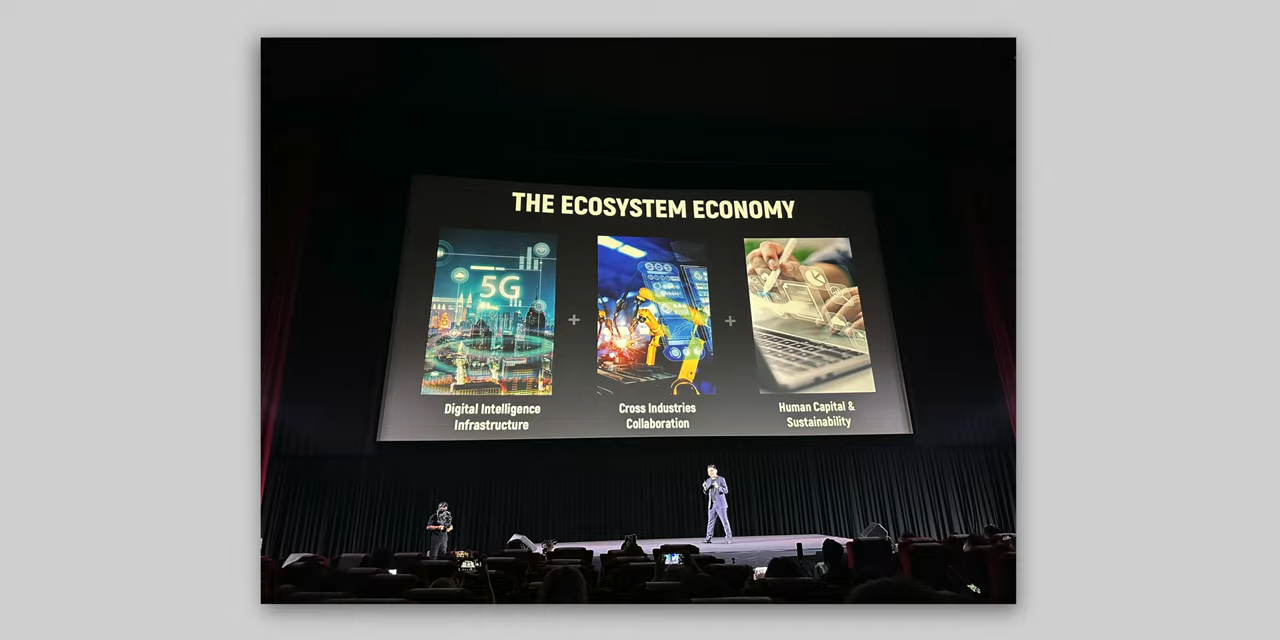 THE ECOSYSTEM ECONOMY
5G
+
+
Digital Intelligence
Infrastructure
Cross Industries
Collaboration
Human Capital &
Sustainability